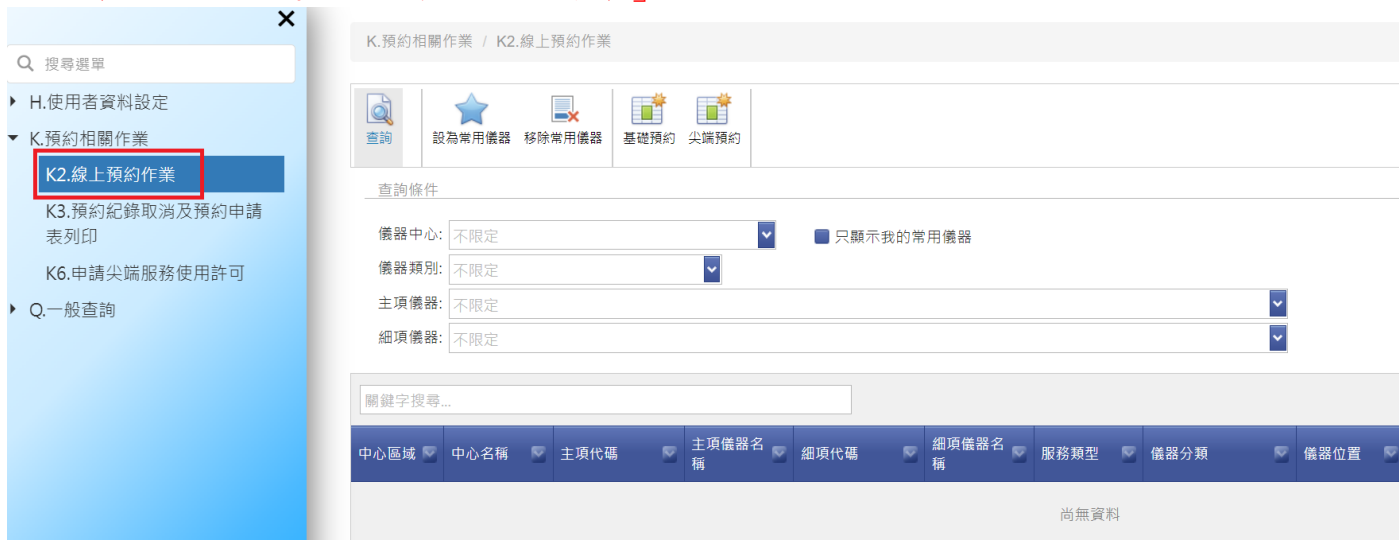 搜尋選單
H.使用者資料設定
K.預約相關作業
K2.線上預約作業
K3.預約紀錄取消及預約申請
表列印
K6.申請尖端服務使用許可
Q.一般查詢
K.預約相關作業 / K2.線上預約作業
查詢 設為常用儀器 移除常用儀器 基礎預約 尖端預約
查詢條件
儀器中心: 不限定 只顯示我的常用儀器
儀器類別: 不限定
主項儀器: 不限定
細項儀器: 不限定
關鍵字搜尋...
中心區域 中心名稱 主項代碼 主項儀器名稱 細項代碼 細項儀器名稱 服務類型 儀器分類 儀器位置
尚無資料